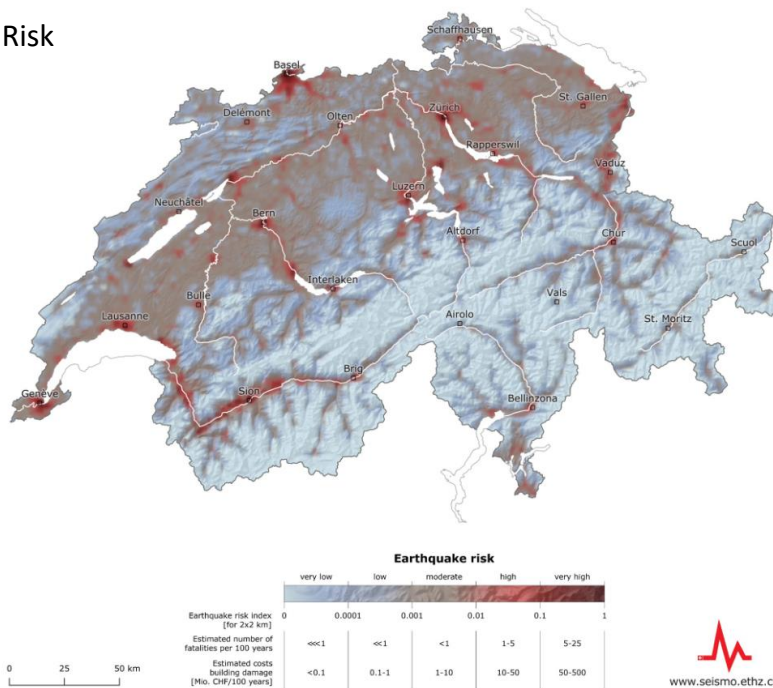 Risk
Schaffhausen
Basel
St. Gallen
Zürich
Delémont
Olten
Rapperswil
Vaduz
Luzern
Neuchâtel
Bern
Altdorf
Chur
Scuol
Interlaken
Vals
Bulle
Airolo
St. Moritz
Lausanne
Brig
Sion
Genève
Bellinzona
Earthquake risk
very low low moderate high very high
Earthquake risk index
[for 2x2 km]
0 0.0001 0.001 0.01 0.1 1
Estimated number of
fatalities per 100 years
<<<1 <<1 <1 1-5 5-25
Estimated costs
building damage
[Mio. CHF/100 years]
<0.1 0.1-1 1-10 10-50 50-500
0 25 50 km
www.seismo.ethz.c